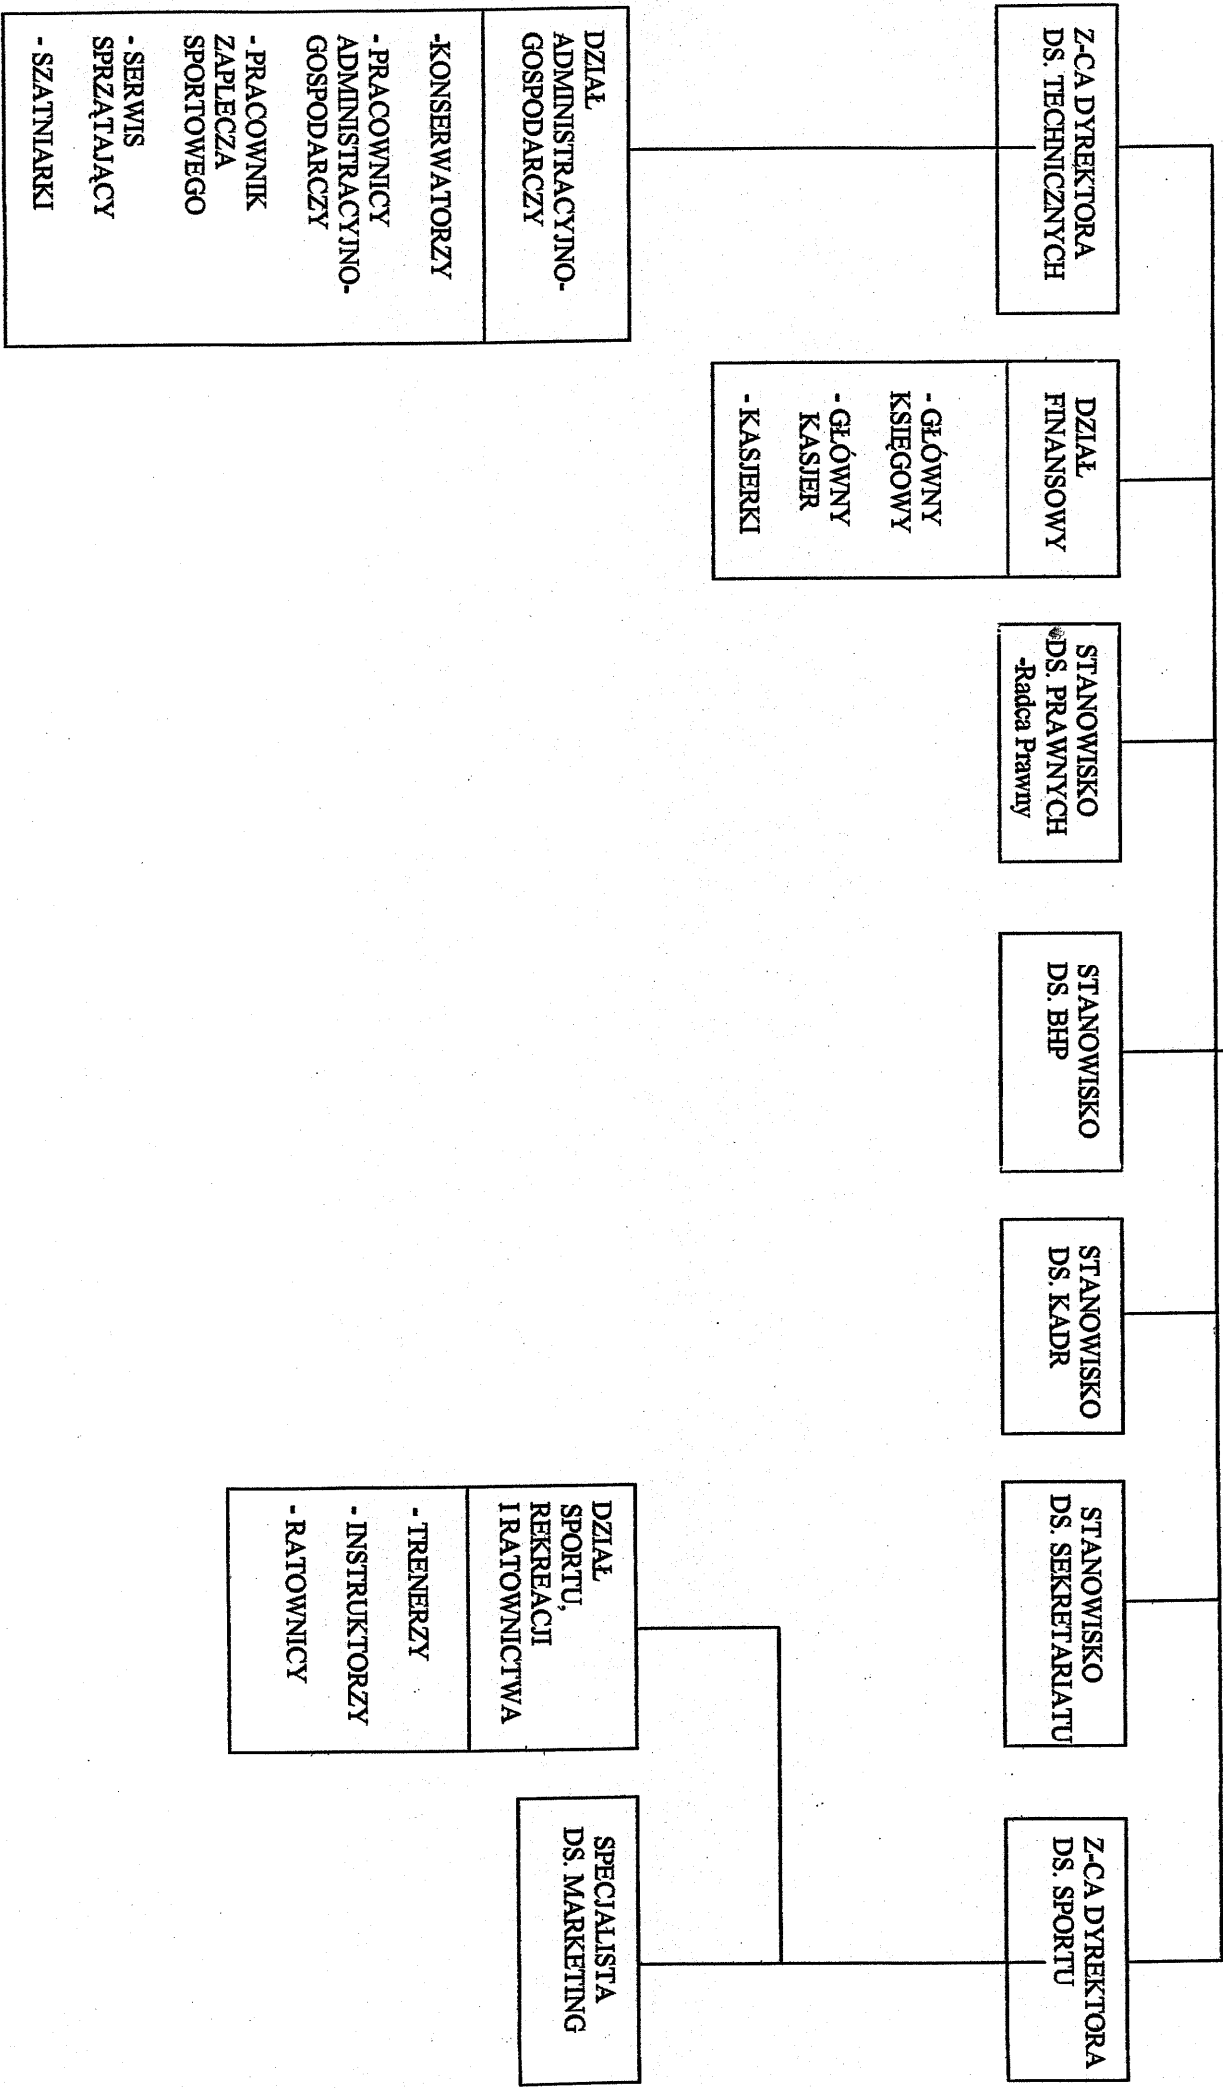 Z-CA DYREKTORA
DS. TECHNICZNYCH
DZIAŁ
FINANSOWY
- GŁÓWNY
KSIĘGOWY
- GŁÓWNY
KASJER
- KASJERKI
STANOWISKO
DS. PRAWNYCH
-Radca Prawny
STANOWISKO
DS. BHP
STANOWISKO
DS. KADR
STANOWISKO
DS. SEKRETARIATU
Z-CA DYREKTORA
DS. SPORTU
DZIAŁ
ADMINISTRACYJNO-
GOSPODARCZY
-KONSERWATORZY
- PRACOWNICY
ADMINISTRACYJNO-
GOSPODARCZY
- PRACOWNIK
ZAPLECZA
SPORTOWEGO
- SERWIS
SPRZĄTAJĄCY
- SZATNIARKI
DZIAŁ
SPORTU,
REKREACJI
I RATOWNICTWA
- TRENERZY
- INSTRUKTORZY
- RATOWNICY
SPECJALISTA
DS. MARKETING